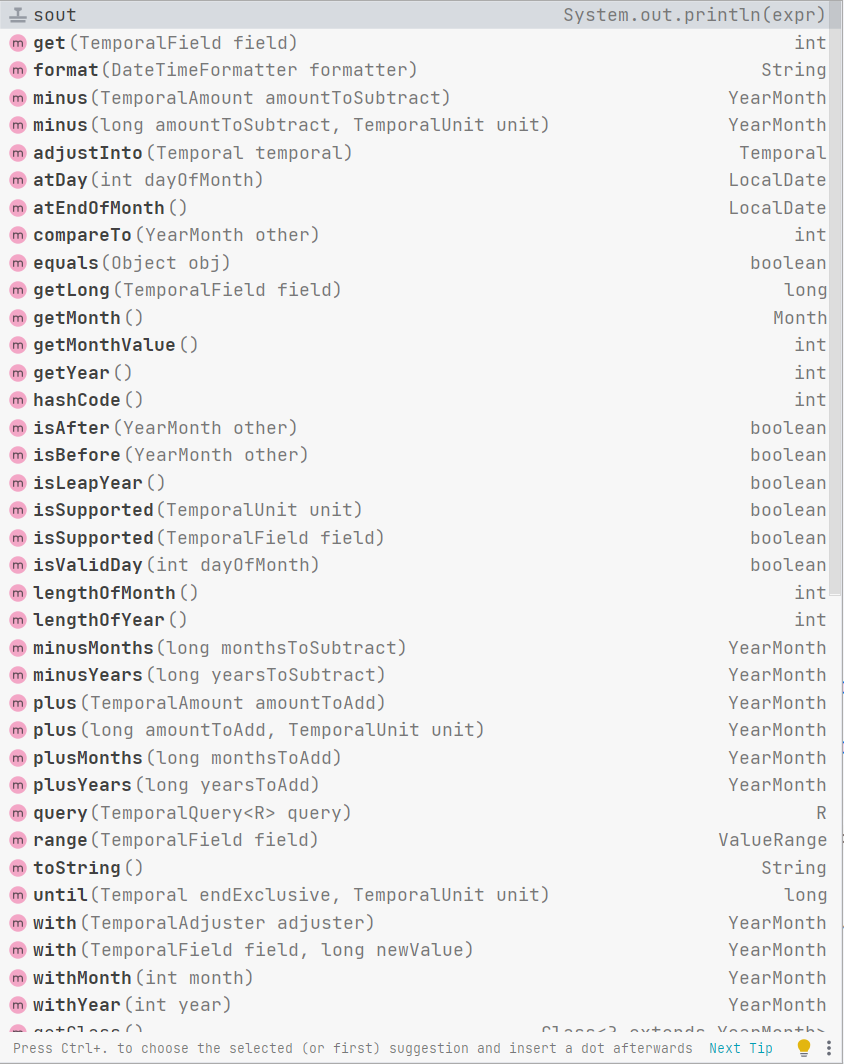 sout System.out.println(expr)
m get(TemporalField field) int
m format(DateTimeFormatter formatter) String
m minus(TemporalAmount amountToSubtract) YearMonth
m minus(long amountToSubtract, TemporalUnit unit) YearMonth
m adjustInto(Temporal temporal) Temporal
m atDay(int dayOfMonth) LocalDate
m atEndOfMonth() LocalDate
m compareTo(YearMonth other) int
m equals(Object obj) boolean
m getLong(TemporalField field) long
m getMonth() Month
m getMonthValue() int
m getYear() int
m hashCode() int
m isAfter(YearMonth other) boolean
m isBefore(YearMonth other) boolean
m isLeapYear() boolean
m isSupported(TemporalUnit unit) boolean
m isSupported(TemporalField field) boolean
m isValidDay(int dayOfMonth) boolean
m lengthOfMonth() int
m lengthOfYear() int
m minusMonths(long monthsToSubtract) YearMonth
m minusYears(long yearsToSubtract) YearMonth
m plus(TemporalAmount amountToAdd) YearMonth
m plus(long amountToAdd, TemporalUnit unit) YearMonth
m plusMonths(long monthsToAdd) YearMonth
m plusYears(long yearsToAdd) YearMonth
m query(TemporalQuery<R> query) R
m range(TemporalField field) ValueRange
m toString() String
m until(Temporal endExclusive, TemporalUnit unit) long
m with(TemporalAdjuster adjuster) YearMonth
m with(TemporalField field, long newValue) YearMonth
m withMonth(int month) YearMonth
m withYear(int year) YearMonth
getClass() Class<? extends YearMonth>
Press Ctrl+. to choose the selected (or first) suggestion and insert a dot afterwards Next Tip